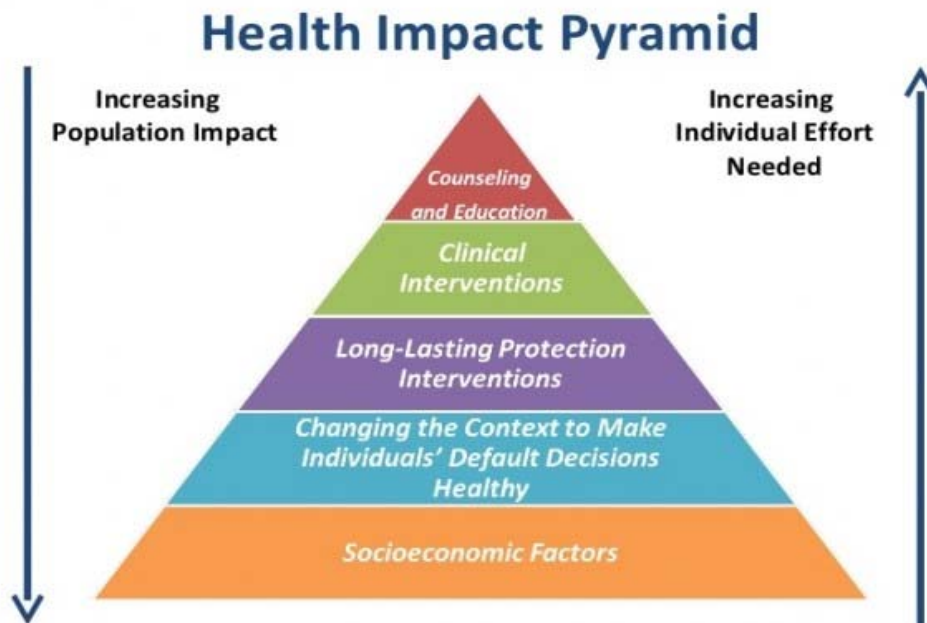 Health Impact Pyramid
Increasing
Population Impact
Increasing
Individual Effort
Needed
Counseling
and Education
Clinical
Interventions
Long-Lasting Protection
Interventions
Changing the Context to Make
Individuals’ Default Decisions
Healthy
Socioeconomic Factors